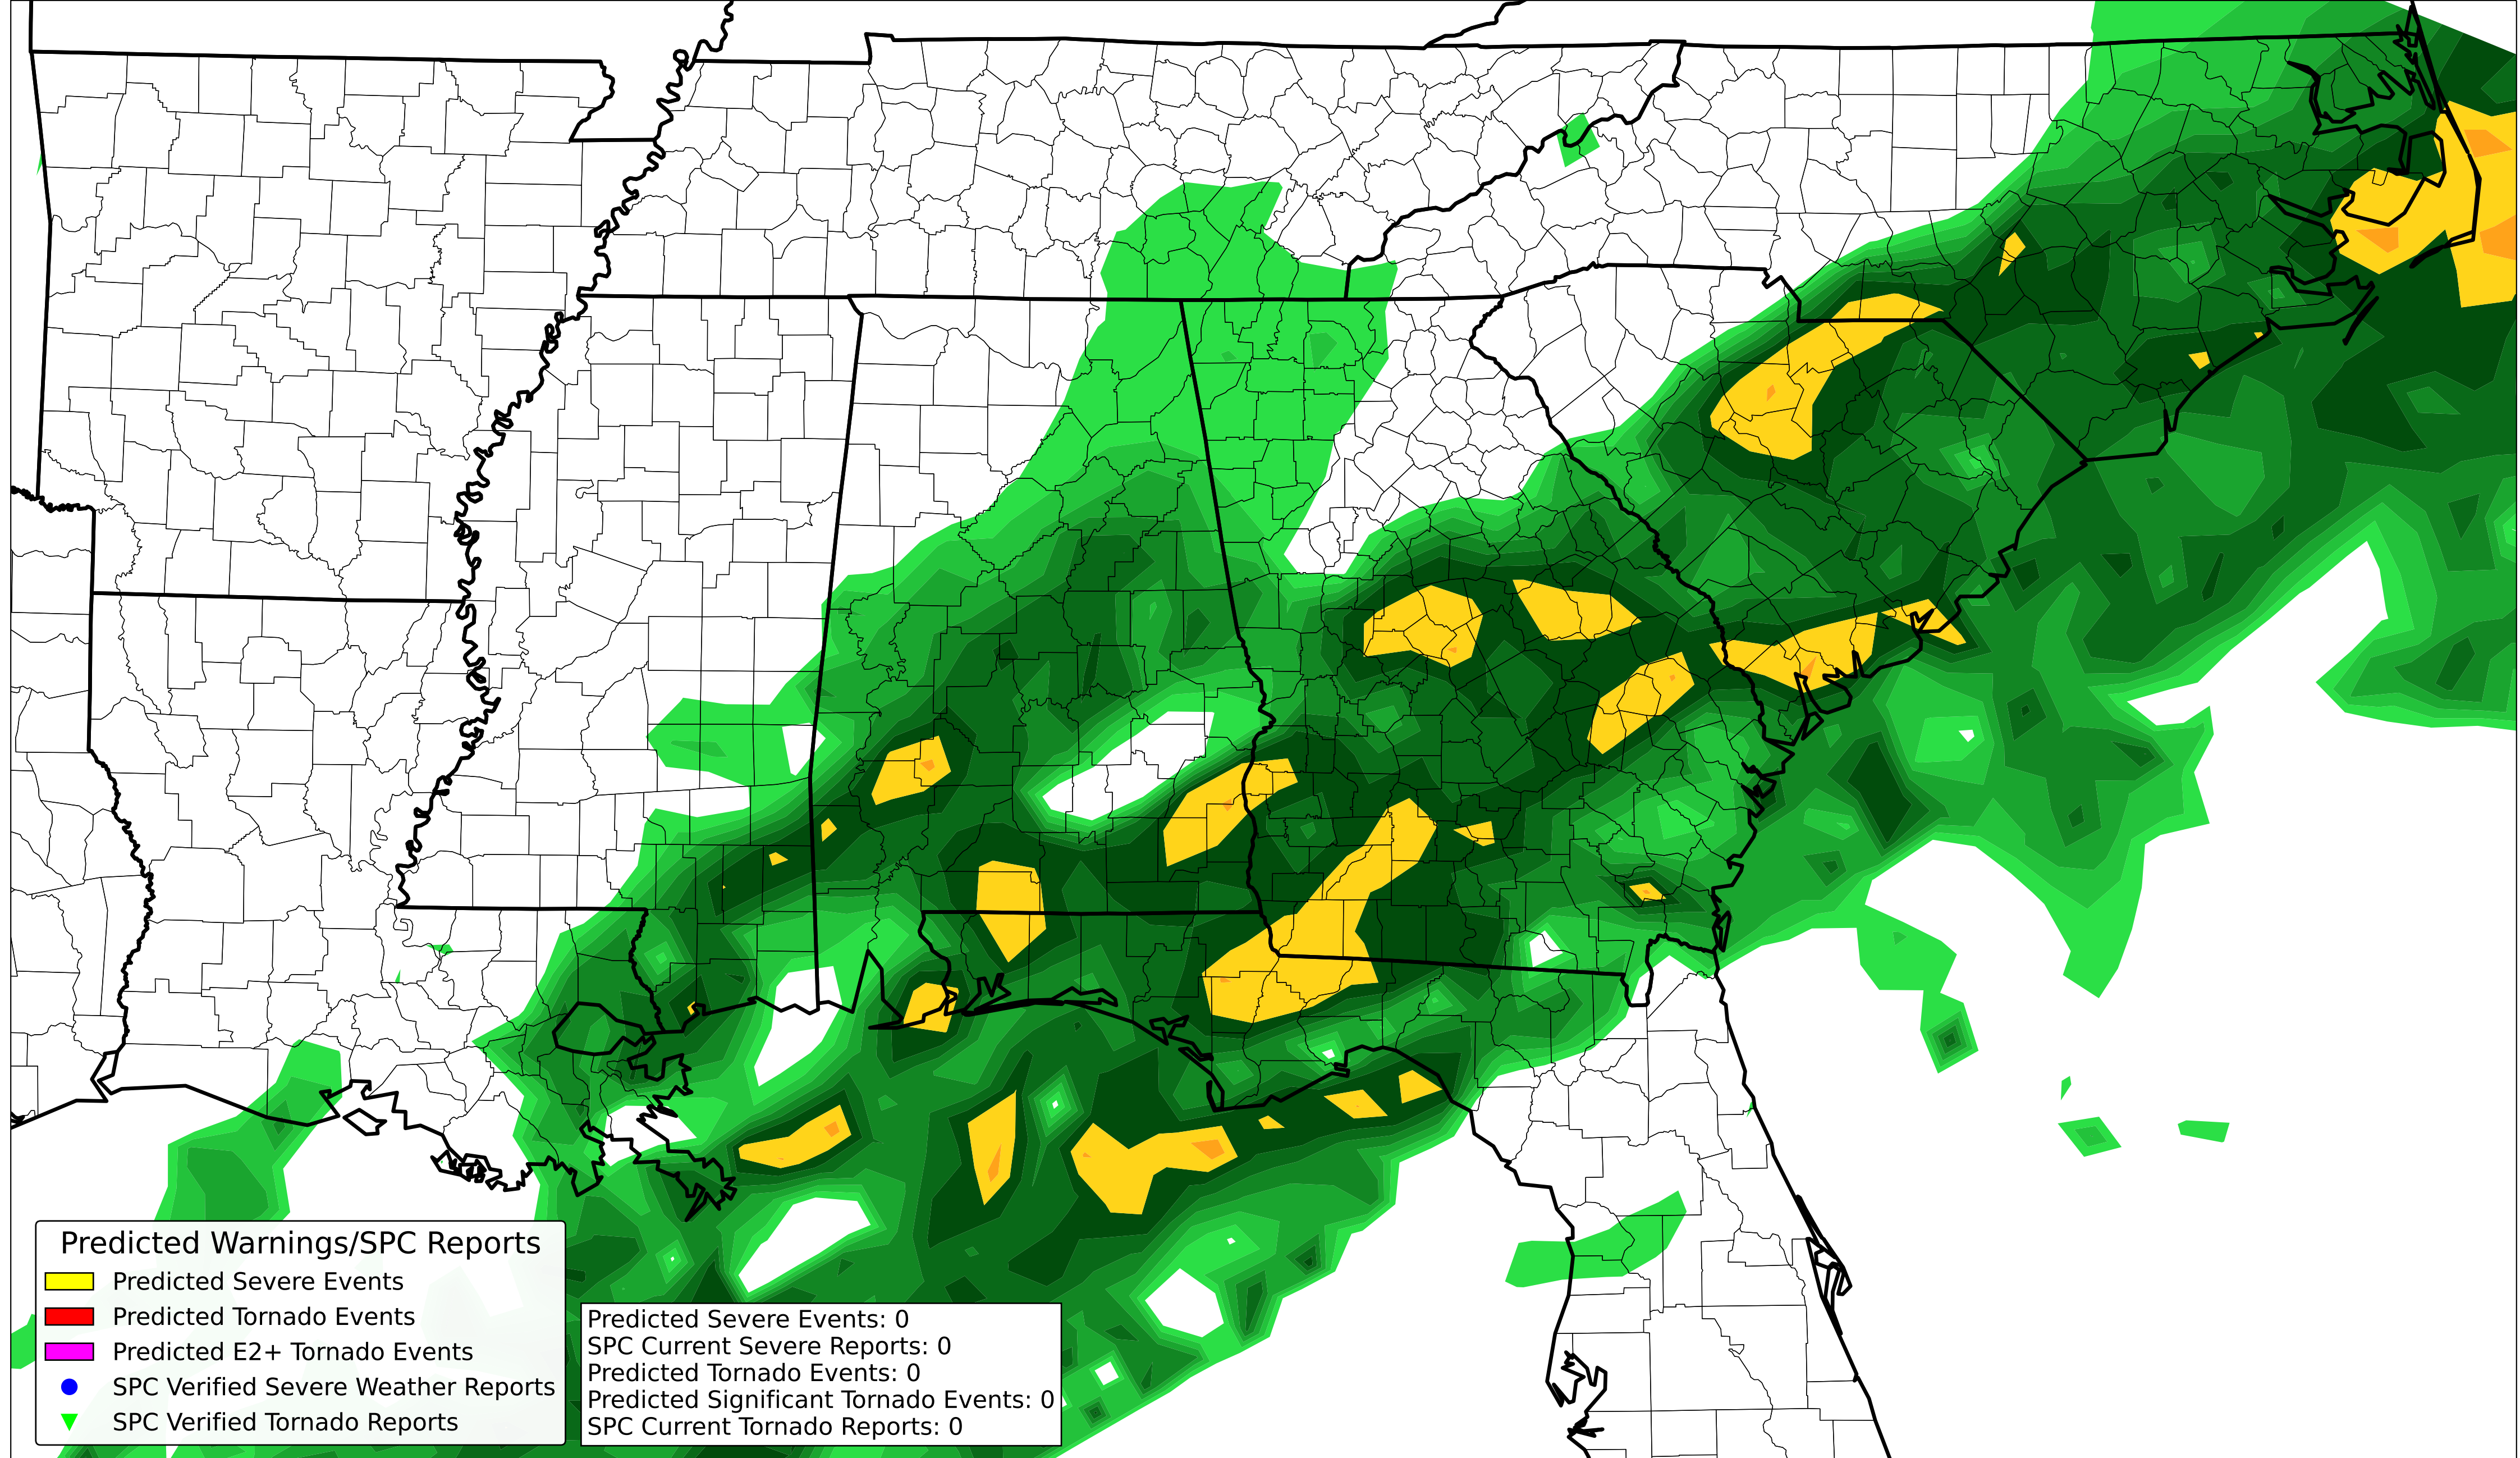 Predicted Warnings/SPC Reports
Predicted Severe Events
Predicted Tornado Events
Predicted E2+ Tornado Events
SPC Verified Severe Weather Reports
SPC Verified Tornado Reports
Predicted Severe Events: 0
SPC Current Severe Reports: 0
Predicted Tornado Events: 0
Predicted Significant Tornado Events: 0
SPC Current Tornado Reports: 0